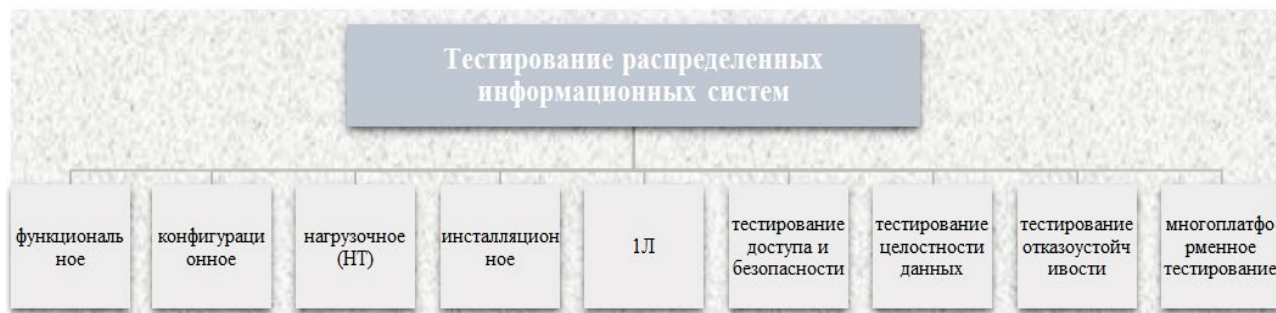 Тестирование распределенных
информационных систем
функциональ
ное
конфигураци
онное
нагрузочное
(НТ)
инсталляцион
ное
1Л
тестирование
доступа и
безопасности
тестирование
целостности
данных
тестирование
отказоустойч
ивости
многоплатфо
рменное
тестирование